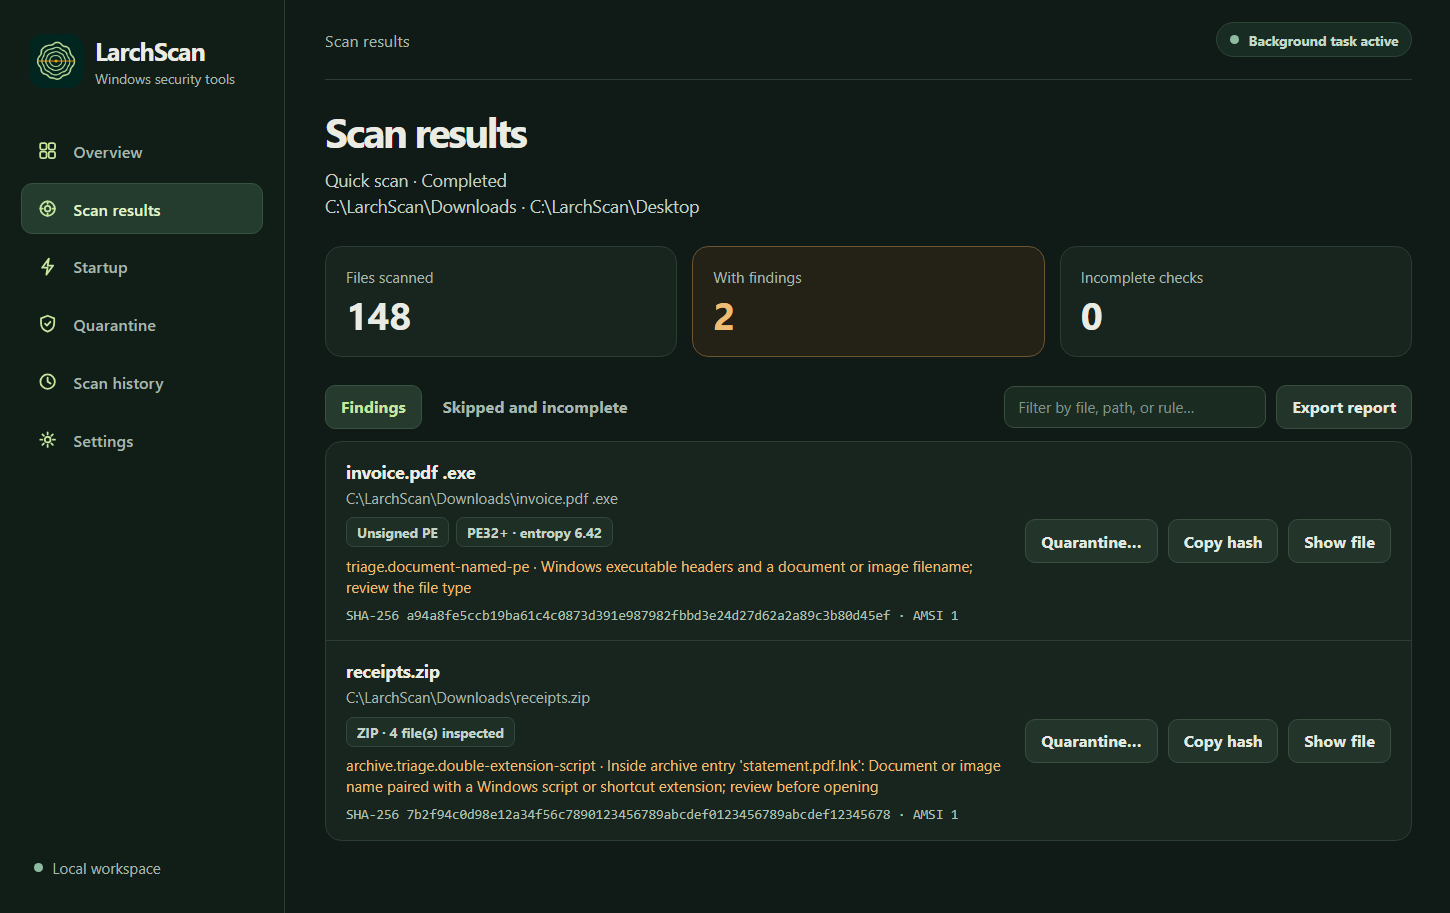 LarchScan
Windows security tools
Overview
Scan results
Startup
Quarantine
Scan history
Settings
Local workspace
Scan results
Background task active
Scan results
Quick scan · Completed
C:\LarchScan\Downloads · C:\LarchScan\Desktop
Files scanned
148
With findings
2
Incomplete checks
0
Findings
Skipped and incomplete
Filter by file, path, or rule...
Export report
invoice.pdf .exe
C:\LarchScan\Downloads\invoice.pdf .exe
Unsigned PE
PE32+ · entropy 6.42
triage.document-named-pe · Windows executable headers and a document or image filename;
review the file type
SHA-256 a94a8fe5ccb19ba61c4c0873d391e987982fbbd3e24d27d62a2a89c3b80d45ef · AMSI 1
Quarantine...
Copy hash
Show file
receipts.zip
C:\LarchScan\Downloads\receipts.zip
ZIP · 4 file(s) inspected
archive.triage.double-extension-script · Inside archive entry 'statement.pdf.lnk': Document or image
name paired with a Windows script or shortcut extension; review before opening
SHA-256 7b2f94c0d98e12a34f56c7890123456789abcdef0123456789abcdef12345678 · AMSI 1
Quarantine...
Copy hash
Show file